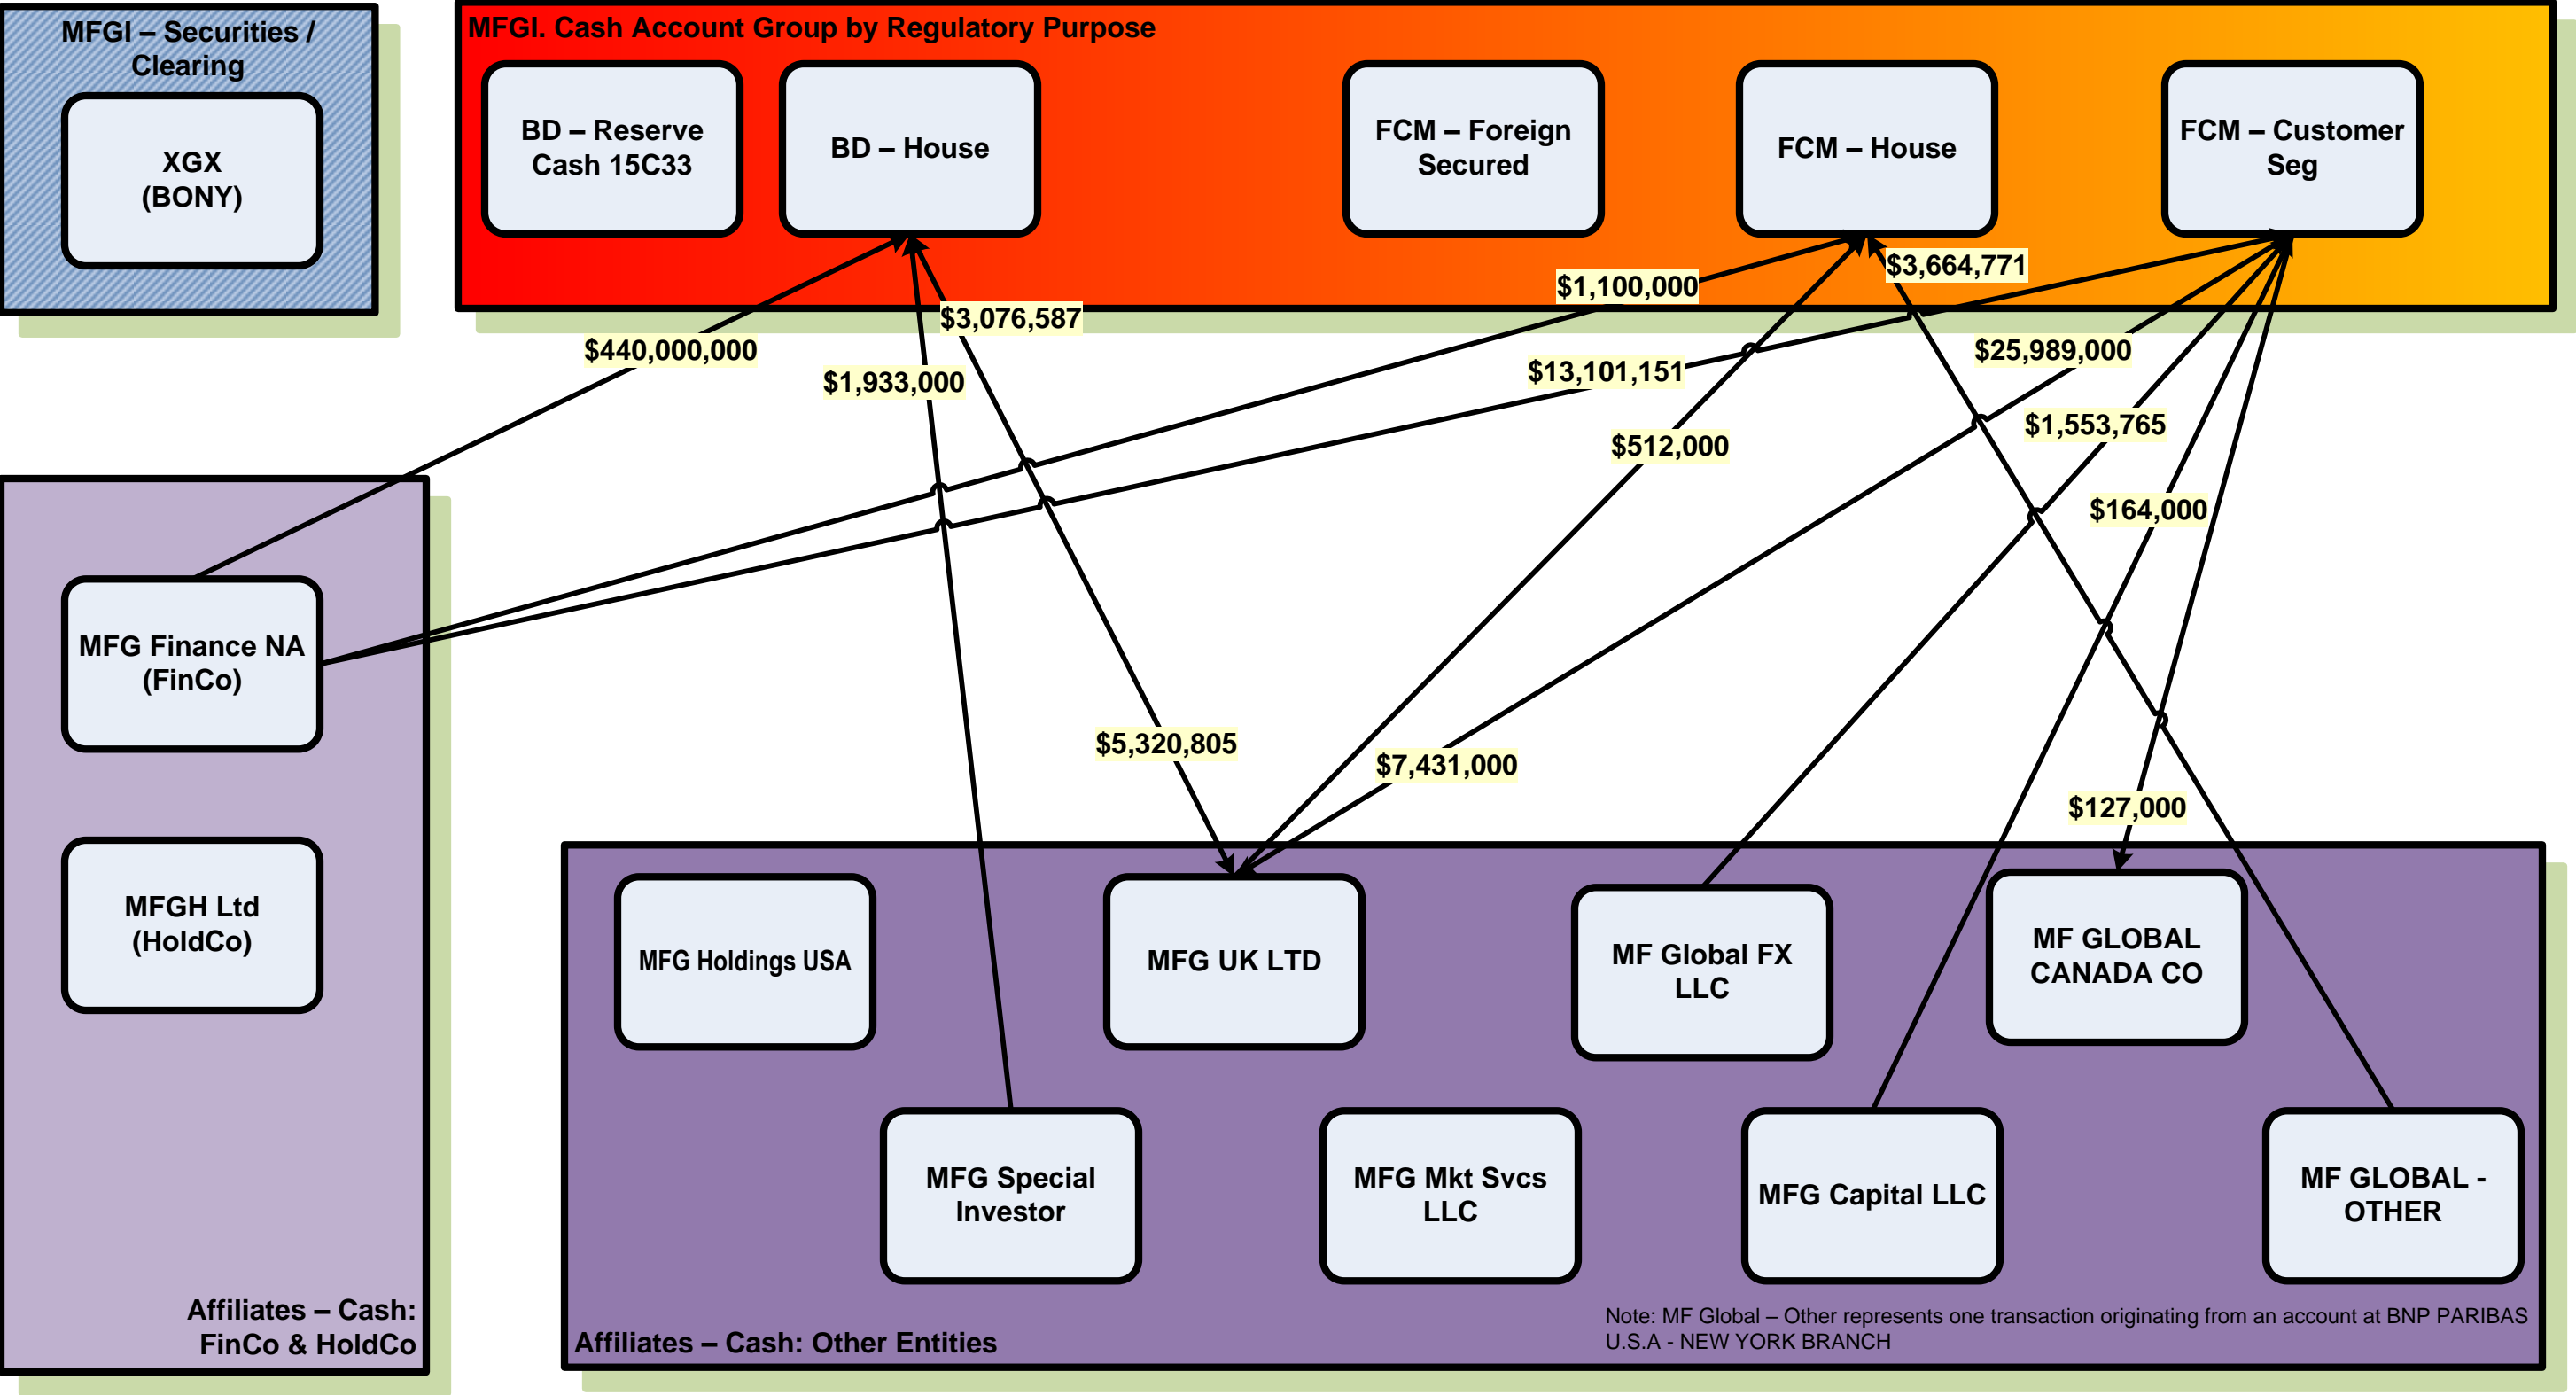 MFGI – Securities /
Clearing
XGX
(BONY)
MFGI. Cash Account Group by Regulatory Purpose
BD – Reserve
Cash 15C33
BD – House
FCM – Foreign
Secured
FCM – House
FCM – Customer
Seg
$3,664,771
$1,100,000
$3,076,587
$440,000,000
$25,989,000
$13,101,151
$1,933,000
$1,553,765
$512,000
$164,000
MFG Finance NA
(FinCo)
$5,320,805
$7,431,000
$127,000
MFGH Ltd
(HoldCo)
MFG Holdings USA
MFG UK LTD
MF Global FX
LLC
MF GLOBAL
CANADA CO
MFG Special
Investor
MFG Mkt Svcs
LLC
MFG Capital LLC
MF GLOBAL -
OTHER
Affiliates – Cash:
FinCo & HoldCo
Affiliates – Cash: Other Entities
Note: MF Global – Other represents one transaction originating from an account at BNP PARIBAS
U.S.A - NEW YORK BRANCH